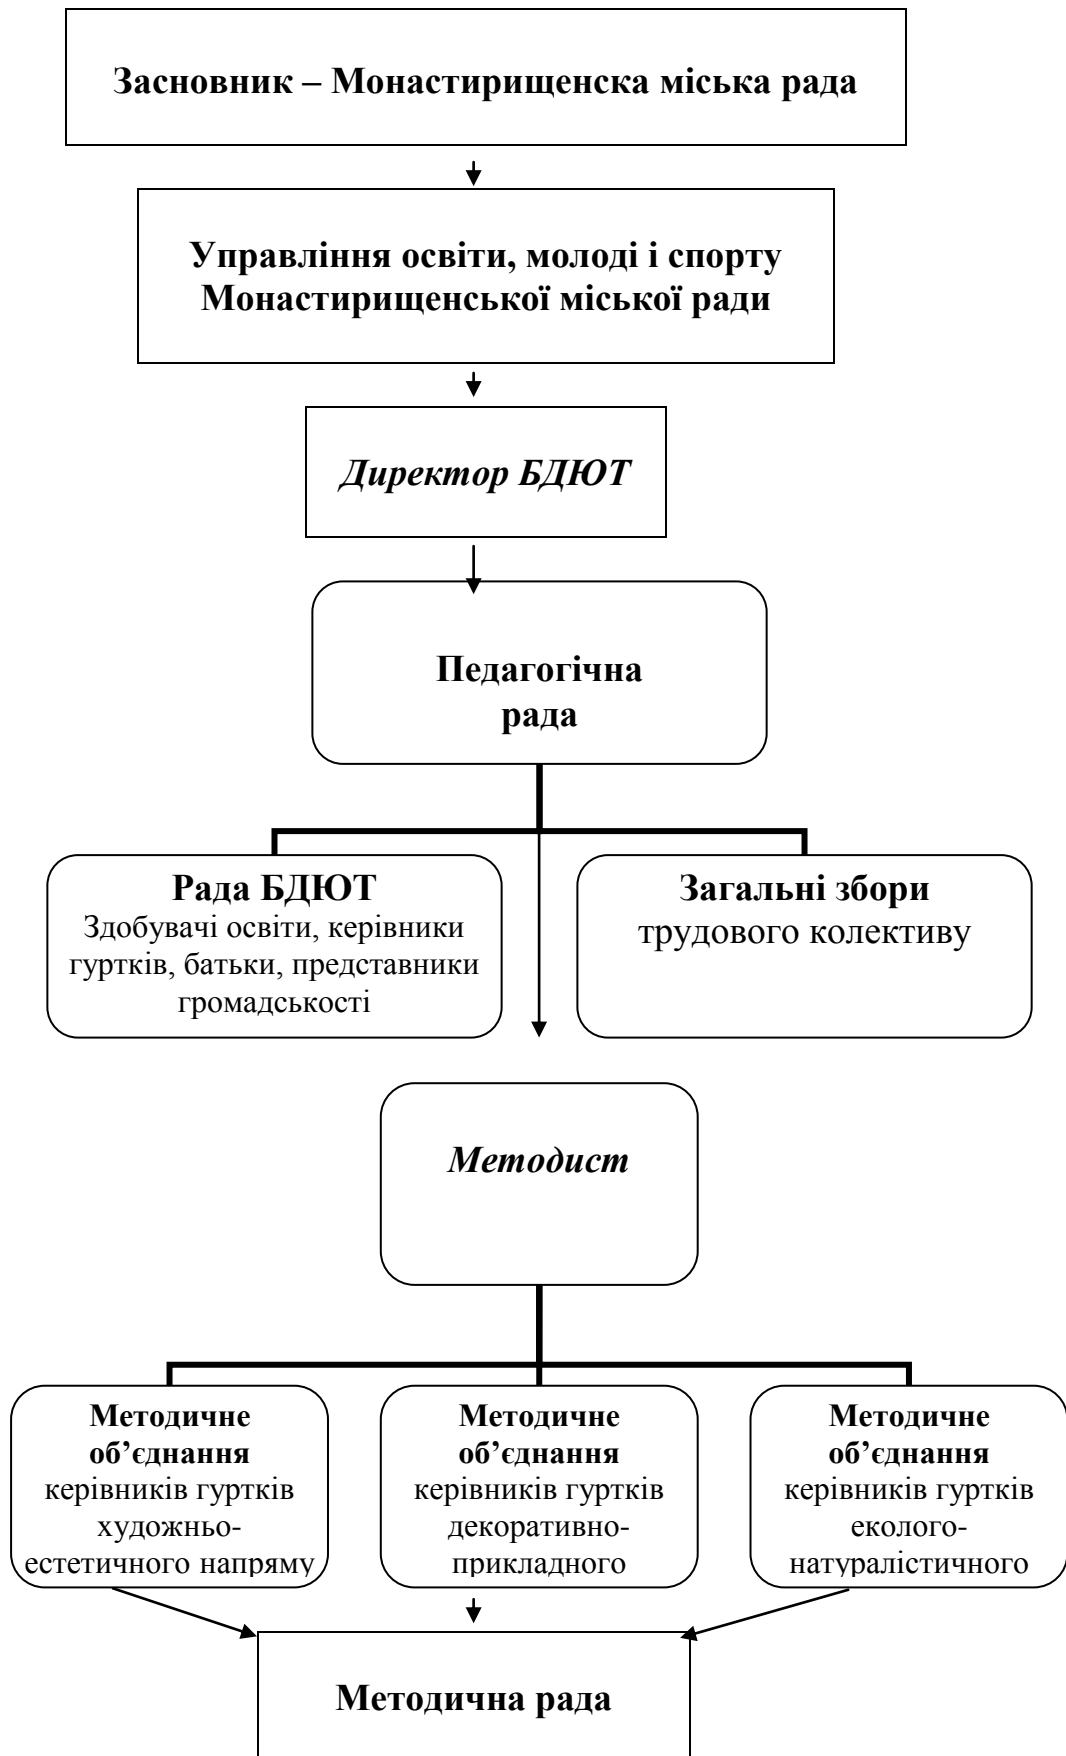 Засновник – Монастирищенска міська рада
Управління освіти, молоді і спорту
Монастирищенської міської ради
Директор БДЮТ
Педагогічна
рада
Рада БДЮТ
Здобувачі освіти, керівники
гуртків, батьки, представники
громадськості
Загальні збори
трудового колективу
Методист
Методичне
об’єднання
керівників гуртків
художньо-
естетичного напряму
Методичне
об’єднання
керівників гуртків
декоративно-
прикладного
Методичне
об’єднання
керівників гуртків
еколого-
натуралістичного
Методична рада